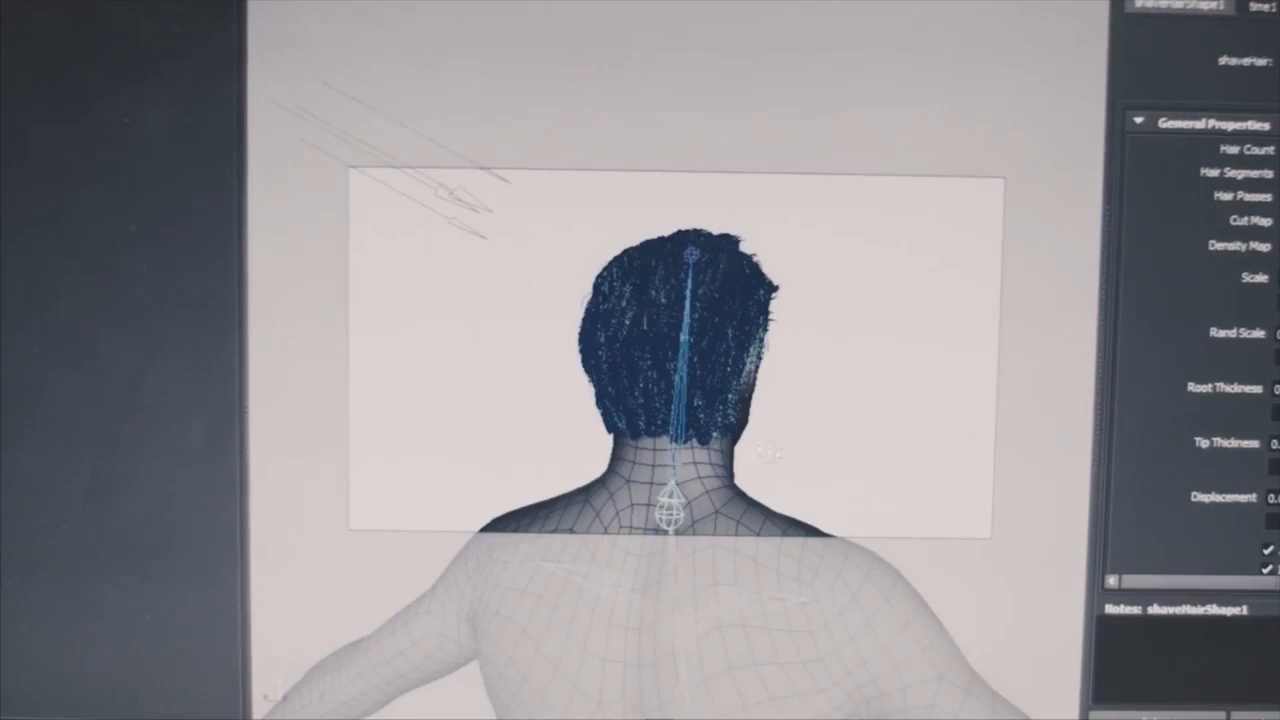 shaveHairShape1 time1
shaveHair:
General Properties
Hair Count
Hair Segments
Hair Passes
Cut Map
Density Map
Scale
Rand Scale
Root Thickness
Tip Thickness
Displacement
Notes: shaveHairShape1